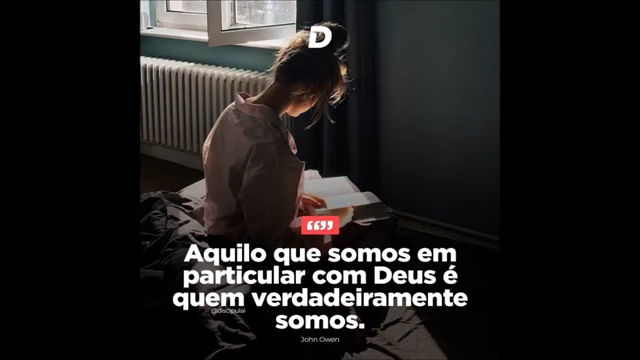 D
❝❞
Aquilo que somos em
particular com Deus é
quem verdadeiramente
somos.
@discipulai
John Owen